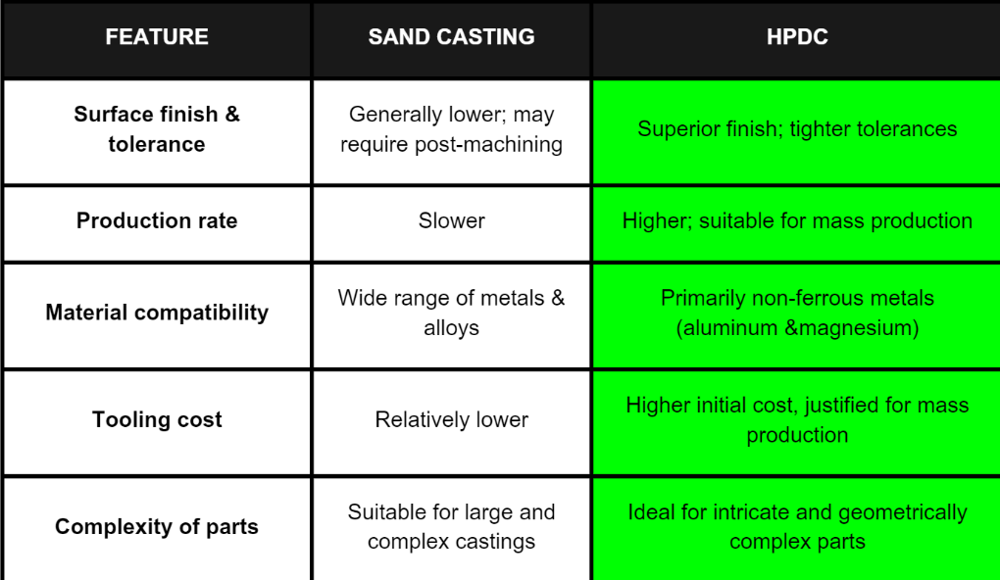 FEATURE
SAND CASTING
HPDC
Surface finish &
tolerance
Generally lower; may
require post-machining
Superior finish; tighter tolerances
Production rate
Slower
Higher; suitable for mass production
Material compatibility
Wide range of metals &
alloys
Primarily non-ferrous metals
(aluminum &magnesium)
Tooling cost
Relatively lower
Higher initial cost, justified for mass
production
Complexity of parts
Suitable for large and
complex castings
Ideal for intricate and geometrically
complex parts